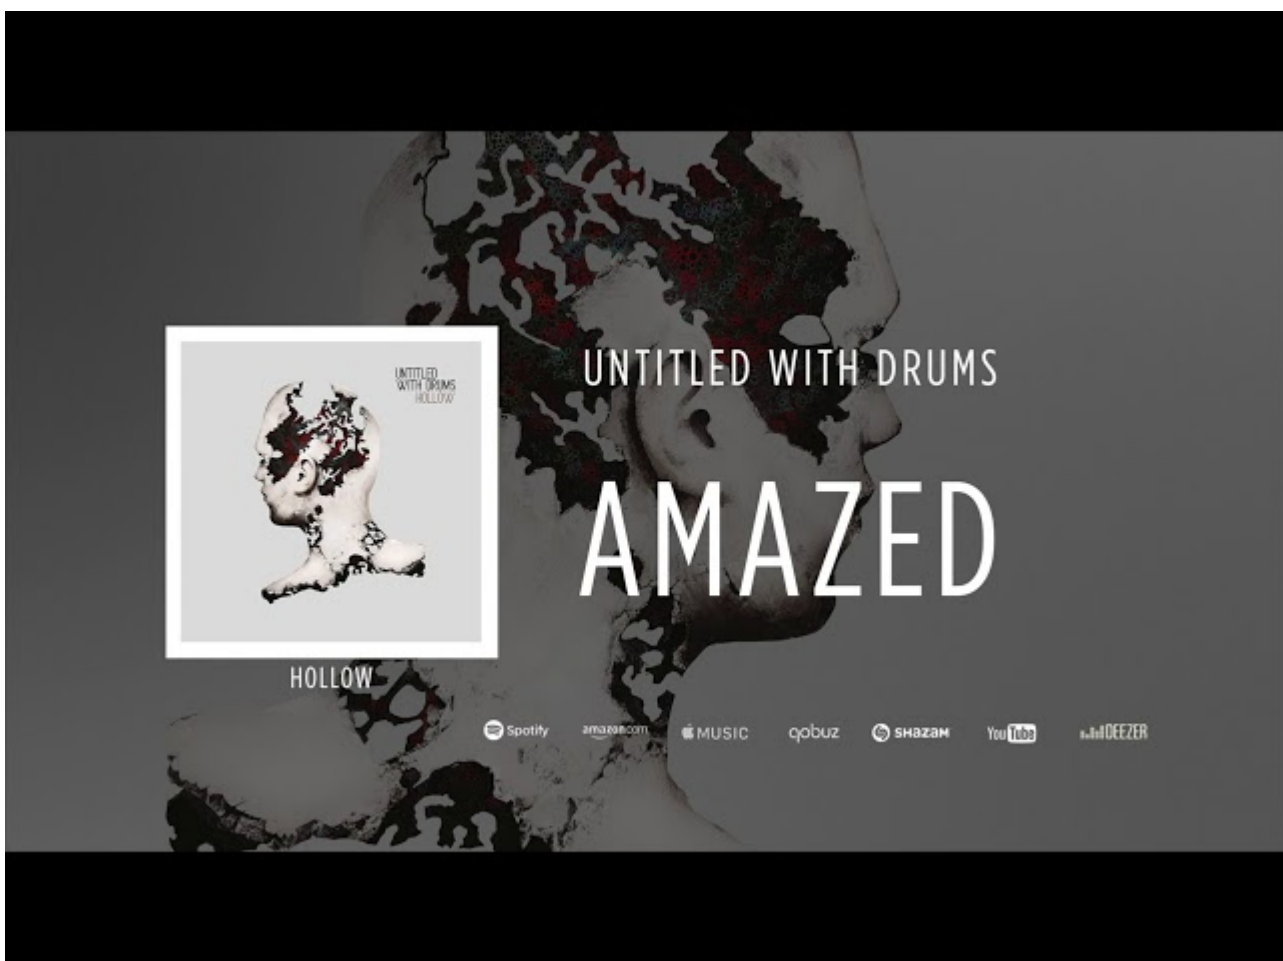 UNTITLED
WITH DRUMS
HOLLOW
HOLLOW
UNTITLED WITH DRUMS
AMAZED
Spotify
amazon.com
MUSIC
qobuz
SHAZAM
YouTube
DEEZER